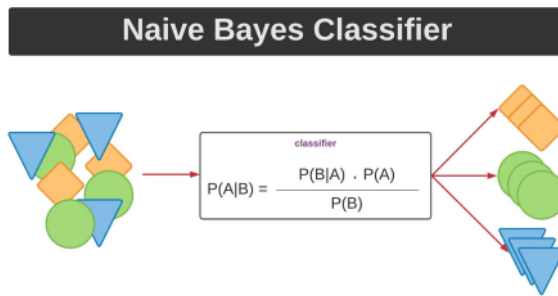 Naive Bayes Classifier
classifier
P(A|B) = P(B|A) . P(A)
P(B)